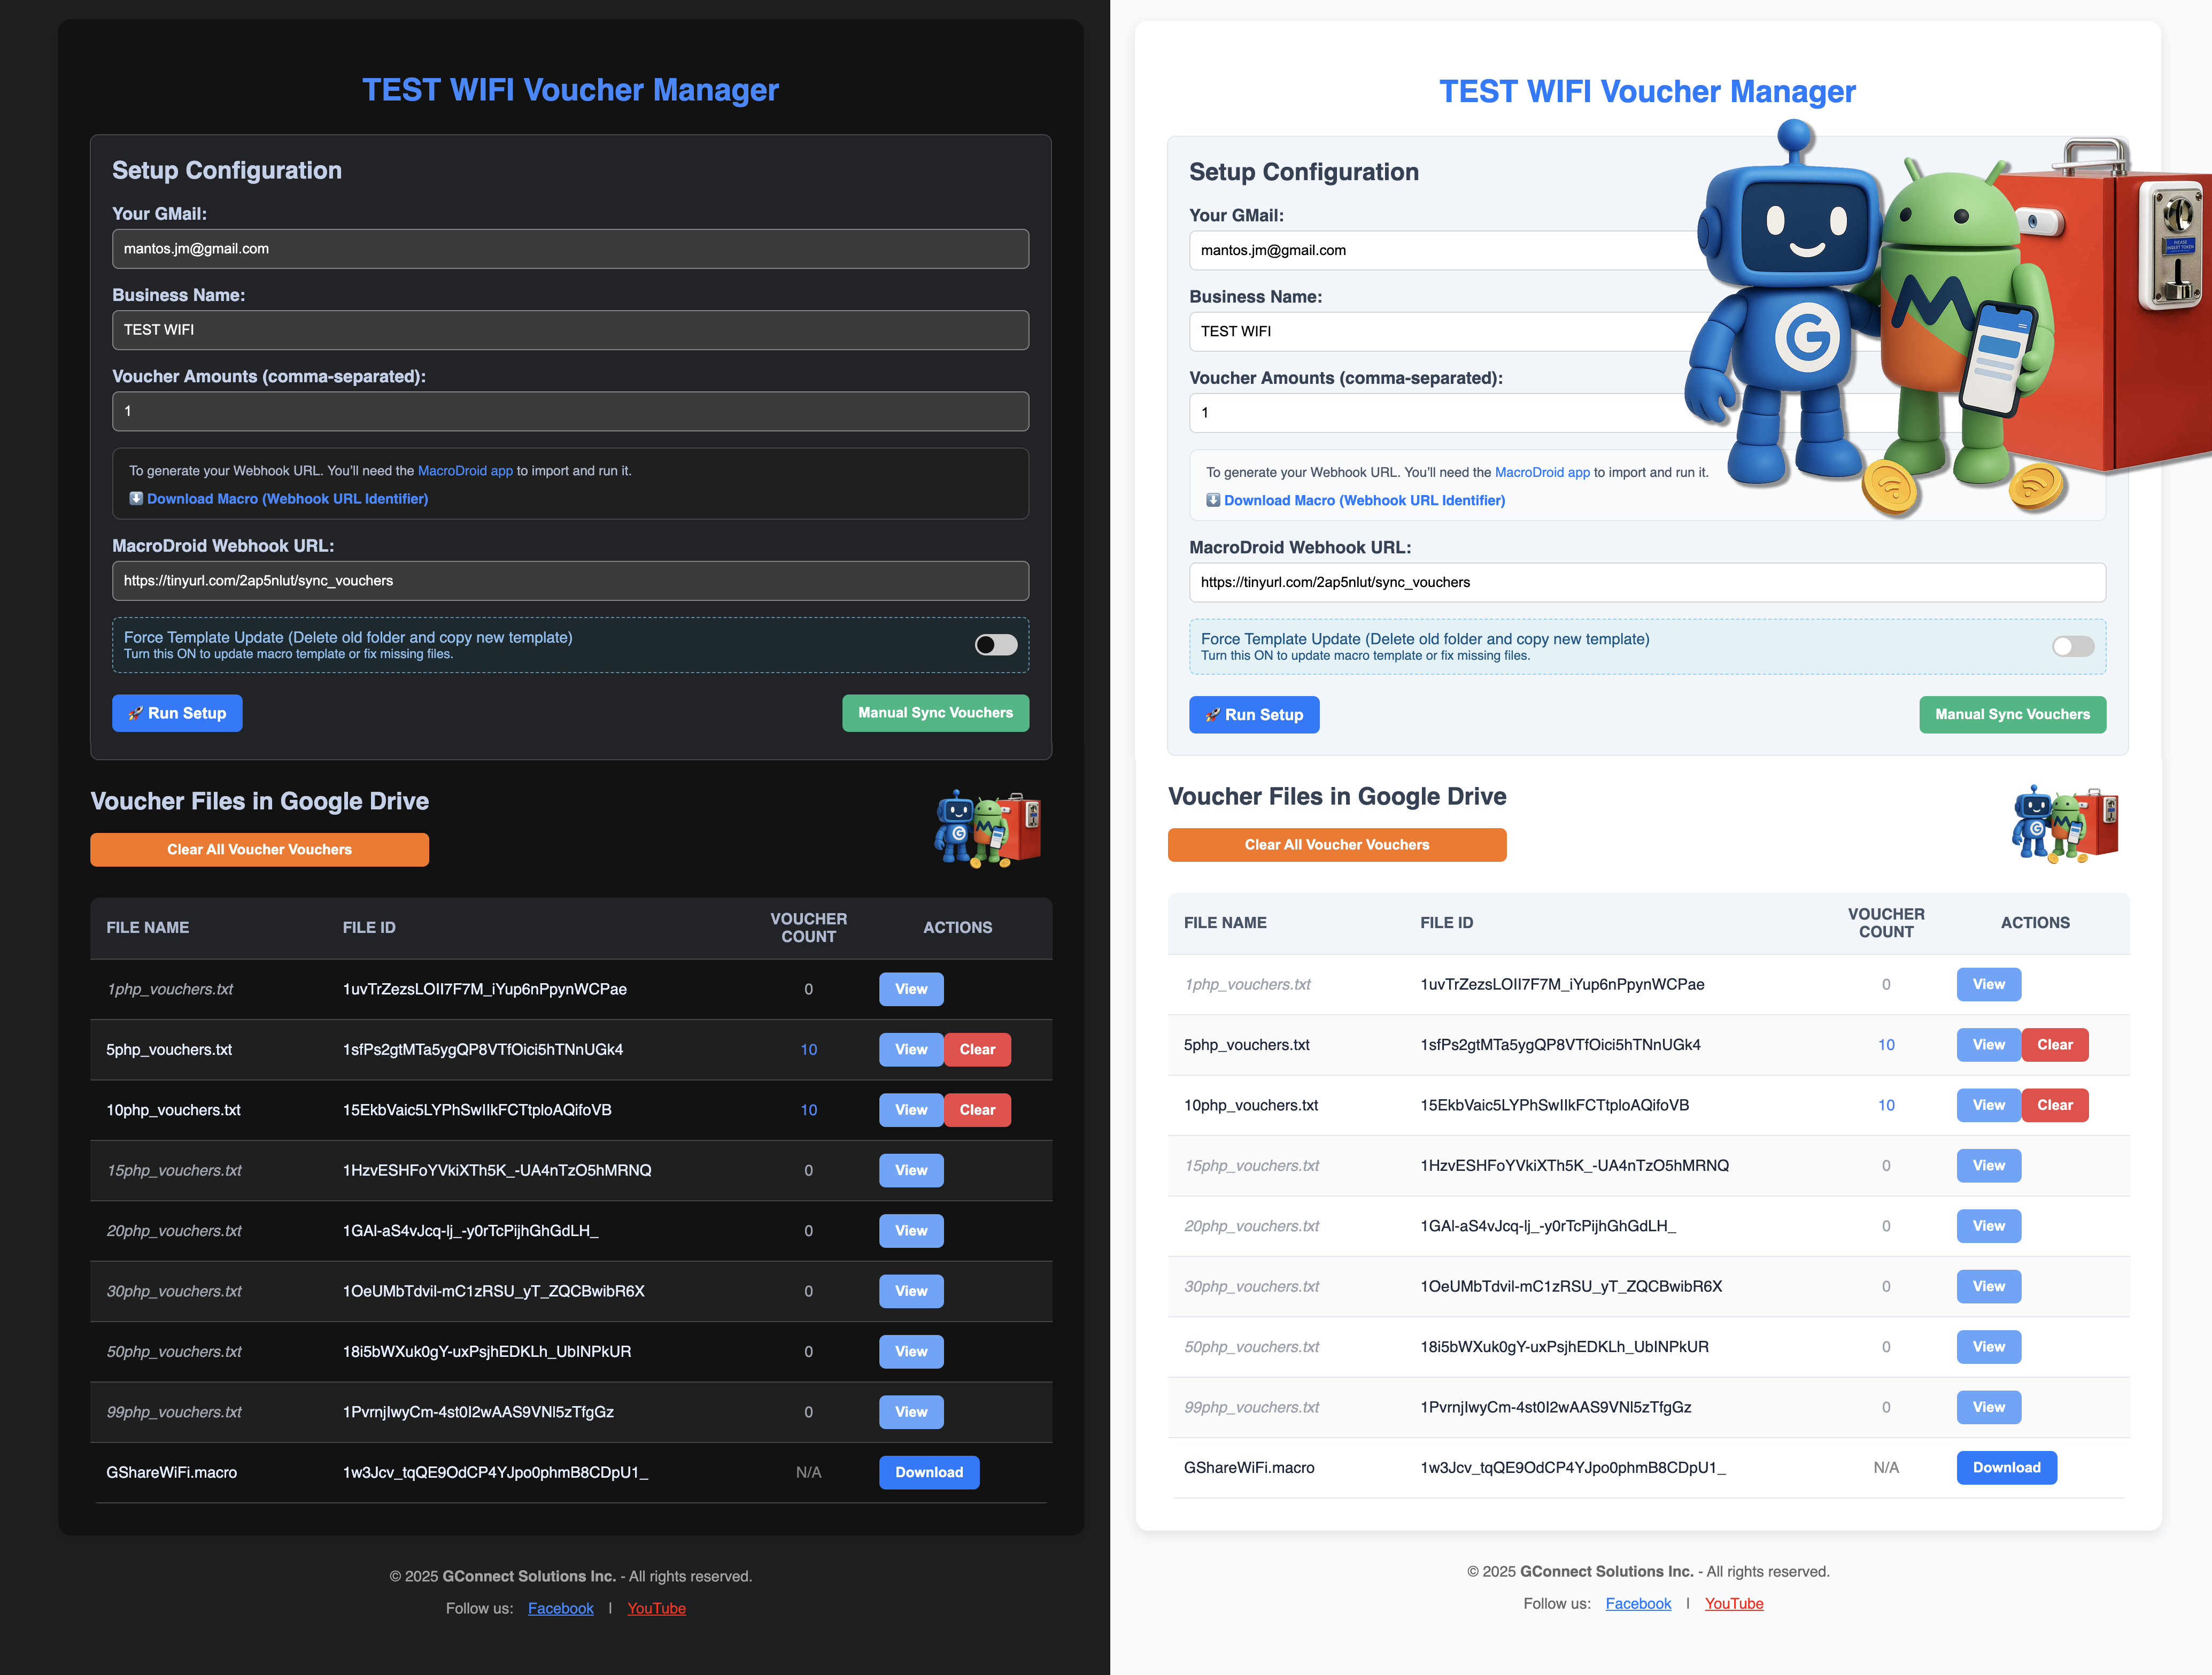 TEST WIFI Voucher Manager
Setup Configuration
Your GMail:
mantos.jm@gmail.com
Business Name:
TEST WIFI
Voucher Amounts (comma-separated):
1
To generate your Webhook URL. You'll need the MacroDroid app to import and run it.
⬇️ Download Macro (Webhook URL Identifier)
MacroDroid Webhook URL:
https://tinyurl.com/2ap5nlut/sync_vouchers
Force Template Update (Delete old folder and copy new template)
Turn this ON to update macro template or fix missing files.
🚀 Run Setup Manual Sync Vouchers
Voucher Files in Google Drive
Clear All Voucher Vouchers
FILE NAME FILE ID VOUCHER COUNT ACTIONS
1php_vouchers.txt 1uvTrZezsLOII7F7M_iYup6nPpynWCPae 0 View
5php_vouchers.txt 1sfPs2gtMTa5ygQP8VTfOici5hTNnUGk4 10 View Clear
10php_vouchers.txt 15EkbVaic5LYPhSwIIkFCTtploAQifoVB 10 View Clear
15php_vouchers.txt 1HzvESHFoYVkiXTh5K_-UA4nTzO5hMRNQ 0 View
20php_vouchers.txt 1GAl-aS4vJcq-lj_-y0rTcPijhGhGdLH_ 0 View
30php_vouchers.txt 1OeUMbTdvil-mC1zRSU_yT_ZQCBwibR6X 0 View
50php_vouchers.txt 18i5bWXuk0gY-uxPsjhEDKLh_UbINPkUR 0 View
99php_vouchers.txt 1PvrnjIwyCm-4st0I2wAAS9VNl5zTfgGz 0 View
GShareWiFi.macro 1w3Jcv_tqQE9OdCP4YJpo0phmB8CDpU1_ N/A Download
© 2025 GConnect Solutions Inc. - All rights reserved.
Follow us: Facebook | YouTube
TEST WIFI Voucher Manager
Setup Configuration
Your GMail:
mantos.jm@gmail.com
Business Name:
TEST WIFI
Voucher Amounts (comma-separated):
1
To generate your Webhook URL. You'll need the MacroDroid app to import and run it.
⬇️ Download Macro (Webhook URL Identifier)
MacroDroid Webhook URL:
https://tinyurl.com/2ap5nlut/sync_vouchers
Force Template Update (Delete old folder and copy new template)
Turn this ON to update macro template or fix missing files.
🚀 Run Setup Manual Sync Vouchers
G
M
PLEASE
INSERT TOKEN
Voucher Files in Google Drive
Clear All Voucher Vouchers
FILE NAME FILE ID VOUCHER COUNT ACTIONS
1php_vouchers.txt 1uvTrZezsLOII7F7M_iYup6nPpynWCPae 0 View
5php_vouchers.txt 1sfPs2gtMTa5ygQP8VTfOici5hTNnUGk4 10 View Clear
10php_vouchers.txt 15EkbVaic5LYPhSwIIkFCTtploAQifoVB 10 View Clear
15php_vouchers.txt 1HzvESHFoYVkiXTh5K_-UA4nTzO5hMRNQ 0 View
20php_vouchers.txt 1GAl-aS4vJcq-lj_-y0rTcPijhGhGdLH_ 0 View
30php_vouchers.txt 1OeUMbTdvil-mC1zRSU_yT_ZQCBwibR6X 0 View
50php_vouchers.txt 18i5bWXuk0gY-uxPsjhEDKLh_UbINPkUR 0 View
99php_vouchers.txt 1PvrnjIwyCm-4st0I2wAAS9VNl5zTfgGz 0 View
GShareWiFi.macro 1w3Jcv_tqQE9OdCP4YJpo0phmB8CDpU1_ N/A Download
© 2025 GConnect Solutions Inc. - All rights reserved.
Follow us: Facebook | YouTube